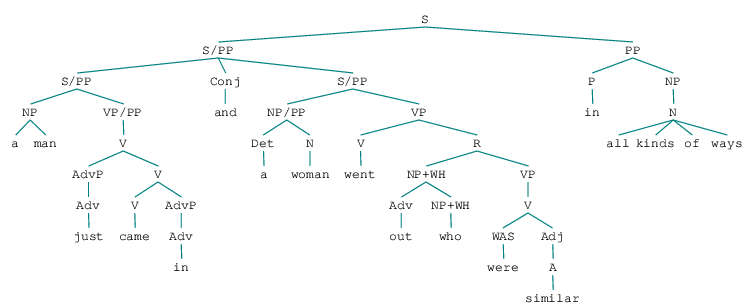 S
S/PP PP
S/PP Conj S/PP P NP
NP VP/PP and NP/PP VP in N
a man V Det N V R all kinds of ways
AdvP V a woman went NP+WH VP
Adv V AdvP Adv NP+WH V
just came Adv out who WAS Adj
in were A
similar